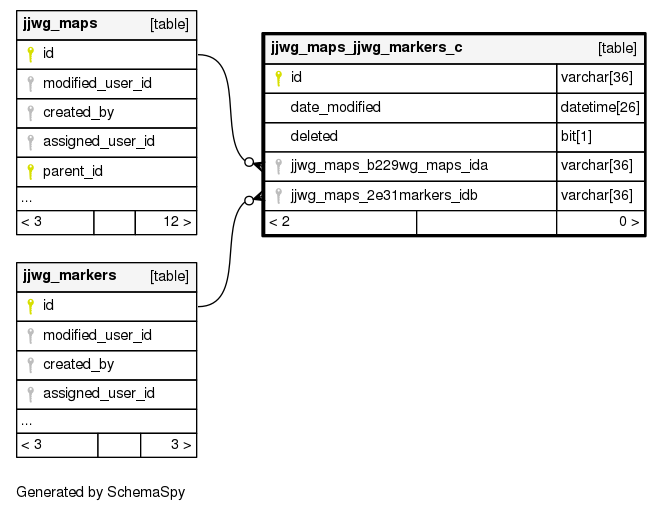 jjwg_maps [table]
id
modified_user_id
created_by
assigned_user_id
parent_id
...
< 3 12 >
jjwg_maps_jjwg_markers_c [table]
id varchar[36]
date_modified datetime[26]
deleted bit[1]
jjwg_maps_b229wg_maps_ida varchar[36]
jjwg_maps_2e31markers_idb varchar[36]
< 2 0 >
jjwg_markers [table]
id
modified_user_id
created_by
assigned_user_id
...
< 3 3 >
Generated by SchemaSpy